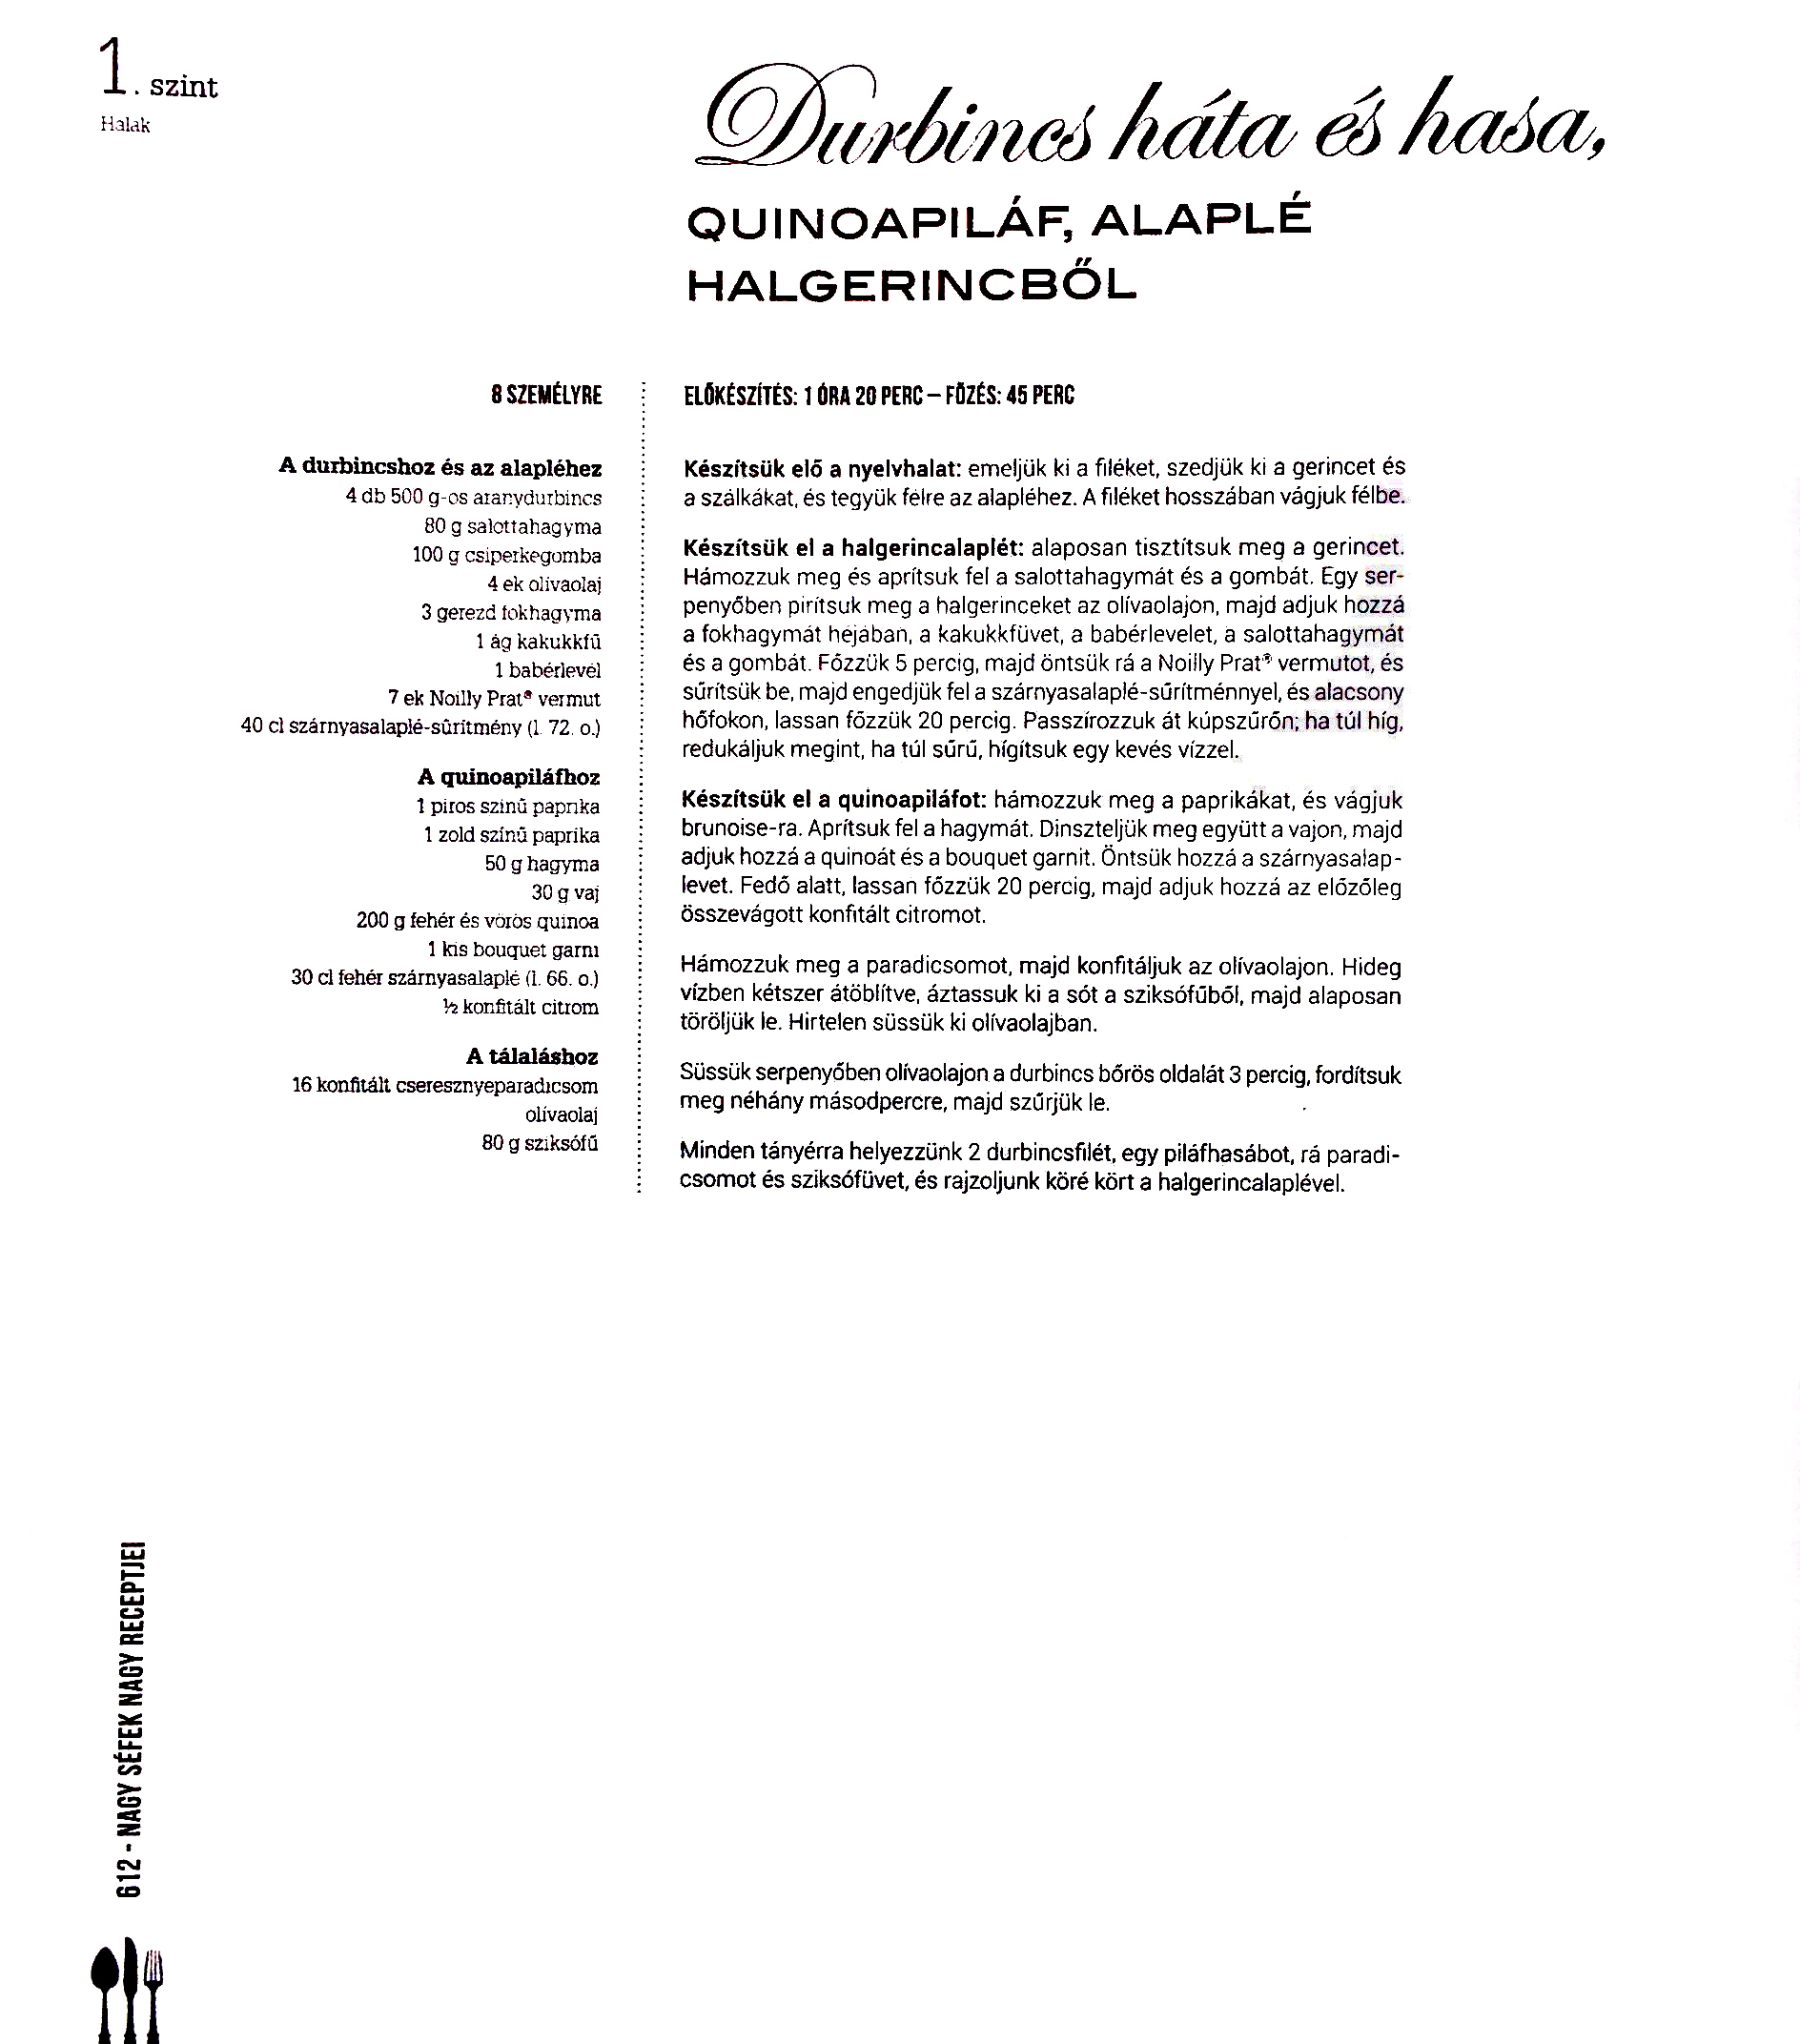 1. szint
Halak
Durbincs háta és hasa,
QUINOAPILÁF, ALAPLÉ
HALGERINCBŐL
8 SZEMÉLYRE
A durbincshoz és az alapléhez
4 db 500 g-os aranydurbincs
80 g salottahagyma
100 g csiperkegomba
4 ek olívaolaj
3 gerezd fokhagyma
1 ág kakukkfű
1 babérlevél
7 ek Noilly Prat® vermut
40 cl szárnyasalaplé-sűrítmény (l. 72. o.)
A quinoapiláfhoz
1 piros színű paprika
1 zöld színű paprika
50 g hagyma
30 g vaj
200 g fehér és vörös quinoa
1 kis bouquet garni
30 cl fehér szárnyasalaplé (l. 66. o.)
½ konfitált citrom
A tálaláshoz
16 konfitált cseresznyeparadicsom
olívaolaj
80 g sziksófű
ELŐKÉSZÍTÉS: 1 ÓRA 20 PERC – FŐZÉS: 45 PERC
Készítsük elő a nyelvhalat: emeljük ki a filéket, szedjük ki a gerincet és
a szálkákat, és tegyük félre az alapléhez. A filéket hosszában vágjuk félbe.
Készítsük el a halgerincalaplét: alaposan tisztítsuk meg a gerincet.
Hámozzuk meg és aprítsuk fel a salottahagymát és a gombát. Egy ser-
penyőben pirítsuk meg a halgerinceket az olívaolajon, majd adjuk hozzá
a fokhagymát héjában, a kakukkfüvet, a babérlevelet, a salottahagymát
és a gombát. Főzzük 5 percig, majd öntsük rá a Noilly Prat® vermutot, és
sűrítsük be, majd engedjük fel a szárnyasalaplé-sűrítménnyel, és alacsony
hőfokon, lassan főzzük 20 percig. Passzírozzuk át kúpszűrőn; ha túl híg,
redukáljuk megint, ha túl sűrű, hígítsuk egy kevés vízzel.
Készítsük el a quinoapiláfot: hámozzuk meg a paprikákat, és vágjuk
brunoise-ra. Aprítsuk fel a hagymát. Dinszteljük meg együtt a vajon, majd
adjuk hozzá a quinoát és a bouquet garnit. Öntsük hozzá a szárnyasalap-
levet. Fedő alatt, lassan főzzük 20 percig, majd adjuk hozzá az előzőleg
összevágott konfitált citromot.
Hámozzuk meg a paradicsomot, majd konfitáljuk az olívaolajon. Hideg
vízben kétszer átöblítve, áztassuk ki a sót a sziksófűből, majd alaposan
töröljük le. Hirtelen süssük ki olívaolajban.
Süssük serpenyőben olívaolajon a durbincs bőrös oldalát 3 percig, fordítsuk
meg néhány másodpercre, majd szűrjük le.
Minden tányérra helyezzünk 2 durbincsfilét, egy piláfhasábot, rá paradi-
csomot és sziksófüvet, és rajzoljunk köré kört a halgerincalaplével.
612 - NAGY SÉFEK NAGY RECEPTJEI